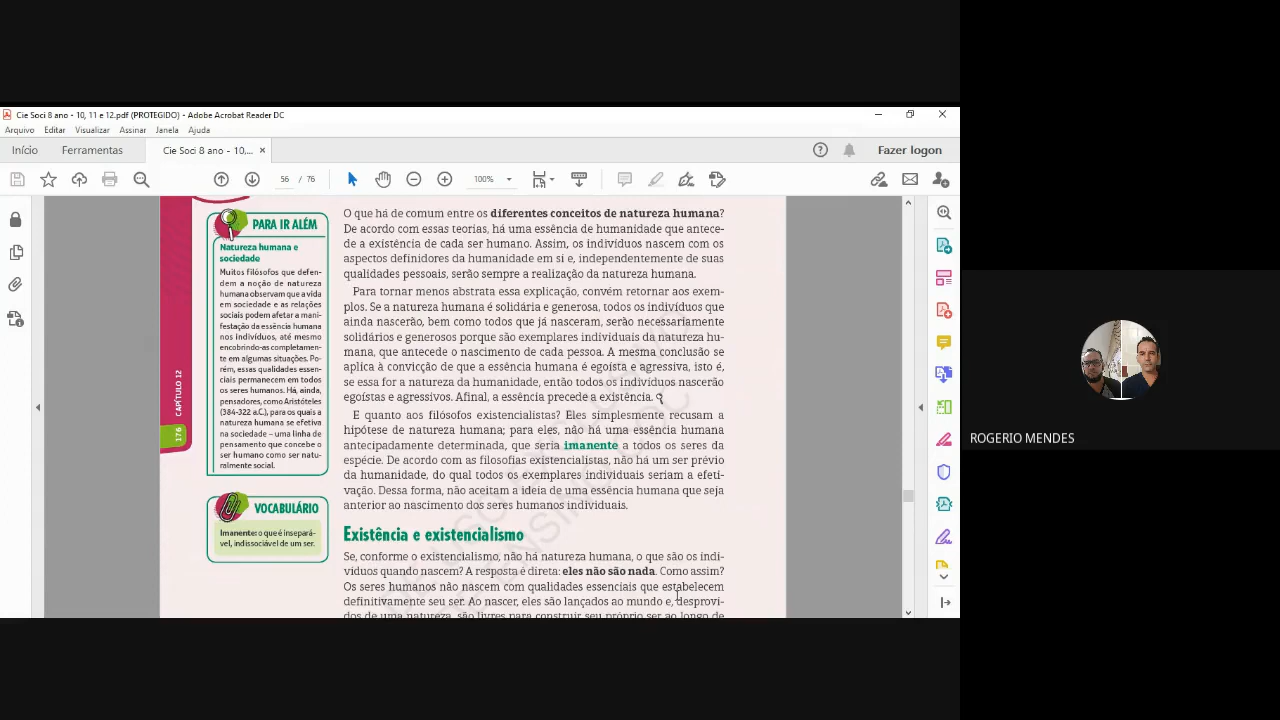 Cie Soci 8 ano - 10, 11 e 12.pdf (PROTEGIDO) - Adobe Acrobat Reader DC
Arquivo Editar Visualizar Assinar Janela Ajuda
Início Ferramentas Cie Soci 8 ano - 10,... × Fazer logon
56 / 76 100%
PARA IR ALÉM
Natureza humana e
sociedade
Muitos filósofos que defen-
dem a noção de natureza
humana observam que a vida
em sociedade e as relações
sociais podem afetar a mani-
festação da essência humana
nos indivíduos, até mesmo
encobrindo-as completamen-
te em algumas situações. Po-
rém, essas qualidades essen-
ciais permanecem em todos
os seres humanos. Há, ainda,
pensadores, como Aristóteles
(384-322 a.C.), para os quais a
natureza humana se efetiva
na sociedade – uma linha de
pensamento que concebe o
ser humano como ser natu-
ralmente social.
CAPÍTULO 12
176
VOCABULÁRIO
Imanente: o que é insepará-
vel, indissociável de um ser.
O que há de comum entre os diferentes conceitos de natureza humana?
De acordo com essas teorias, há uma essência de humanidade que antece-
de a existência de cada ser humano. Assim, os indivíduos nascem com os
aspectos definidores da humanidade em si e, independentemente de suas
qualidades pessoais, serão sempre a realização da natureza humana.
Para tornar menos abstrata essa explicação, convém retornar aos exem-
plos. Se a natureza humana é solidária e generosa, todos os indivíduos que
ainda nascerão, bem como todos que já nasceram, serão necessariamente
solidários e generosos porque são exemplares individuais da natureza hu-
mana, que antecede o nascimento de cada pessoa. A mesma conclusão se
aplica à convicção de que a essência humana é egoísta e agressiva, isto é,
se essa for a natureza da humanidade, então todos os indivíduos nascerão
egoístas e agressivos. Afinal, a essência precede a existência.
E quanto aos filósofos existencialistas? Eles simplesmente recusam a
hipótese de natureza humana; para eles, não há uma essência humana
antecipadamente determinada, que seria imanente a todos os seres da
espécie. De acordo com as filosofias existencialistas, não há um ser prévio
da humanidade, do qual todos os exemplares individuais seriam a efeti-
vação. Dessa forma, não aceitam a ideia de uma essência humana que seja
anterior ao nascimento dos seres humanos individuais.
Existência e existencialismo
Se, conforme o existencialismo, não há natureza humana, o que são os indi-
víduos quando nascem? A resposta é direta: eles não são nada. Como assim?
Os seres humanos não nascem com qualidades essenciais que estabelecem
definitivamente seu ser. Ao nascer, eles são lançados ao mundo e, desprovi-
dos de uma natureza, são livres para construir seu próprio ser ao longo de
ROGERIO MENDES